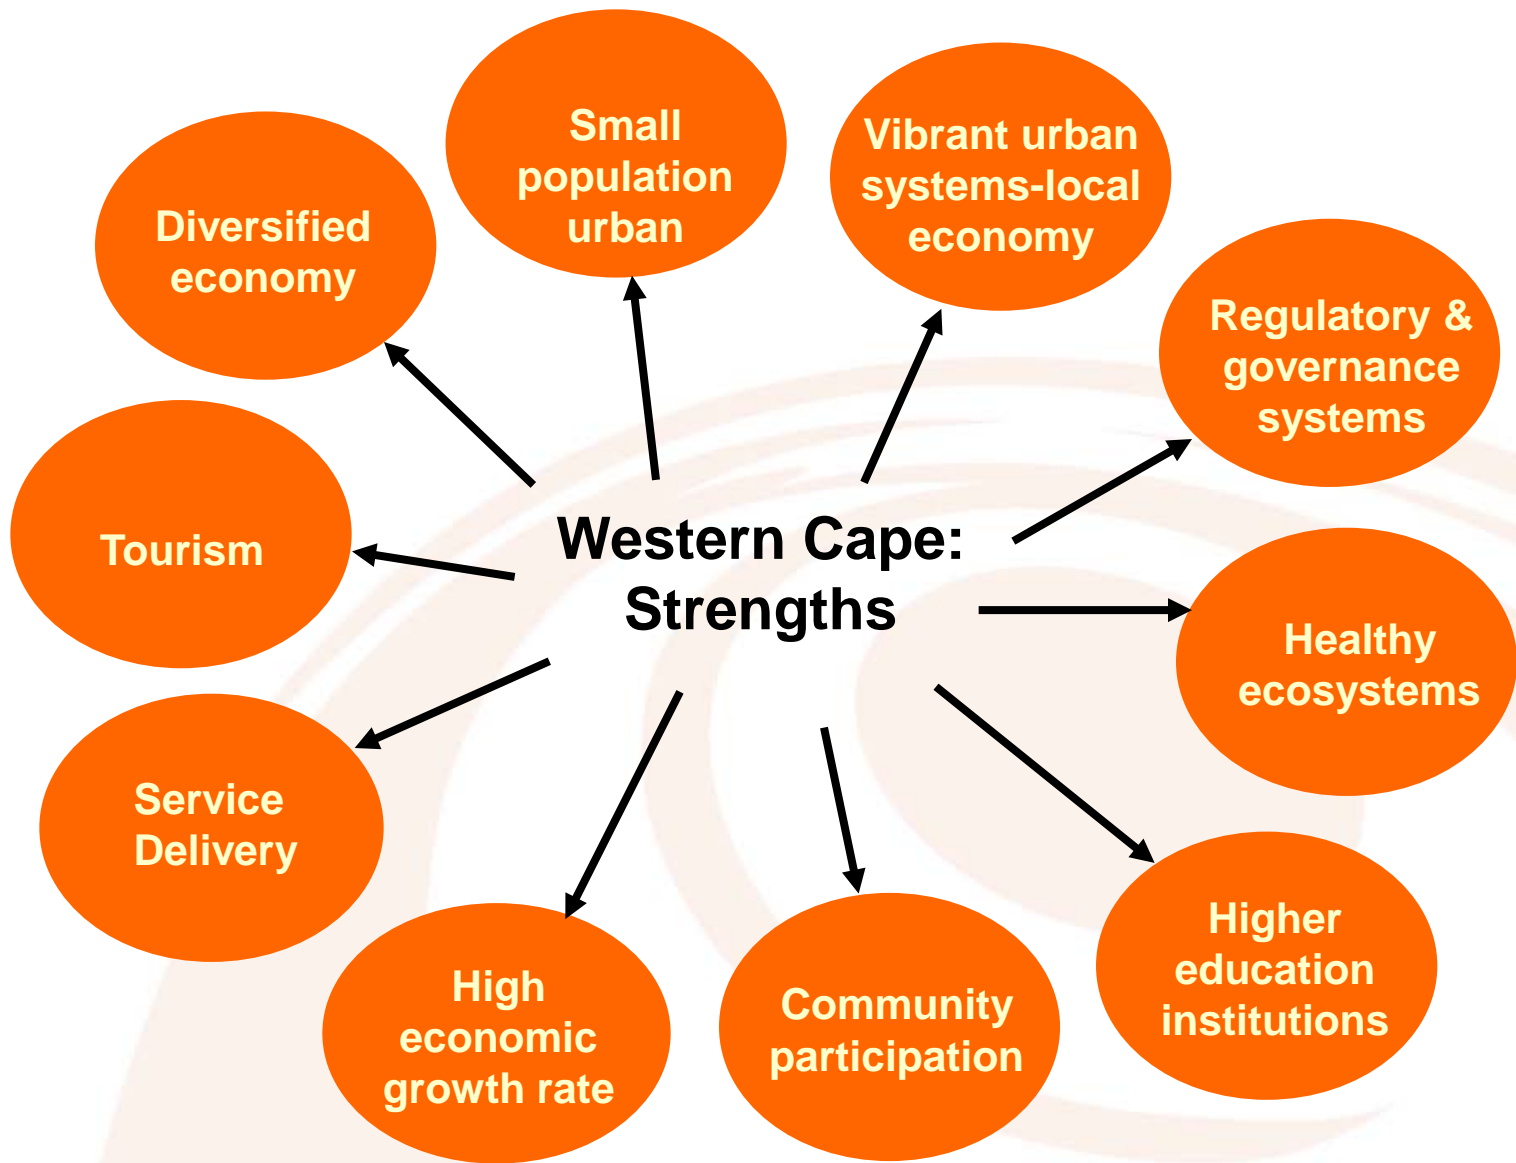 Small
population
urban
Vibrant urban
systems-local
economy
Diversified
economy
Regulatory &
governance
systems
Tourism
Western Cape:
Strengths
Healthy
ecosystems
Service
Delivery
Higher
education
institutions
High
economic
growth rate
Community
participation